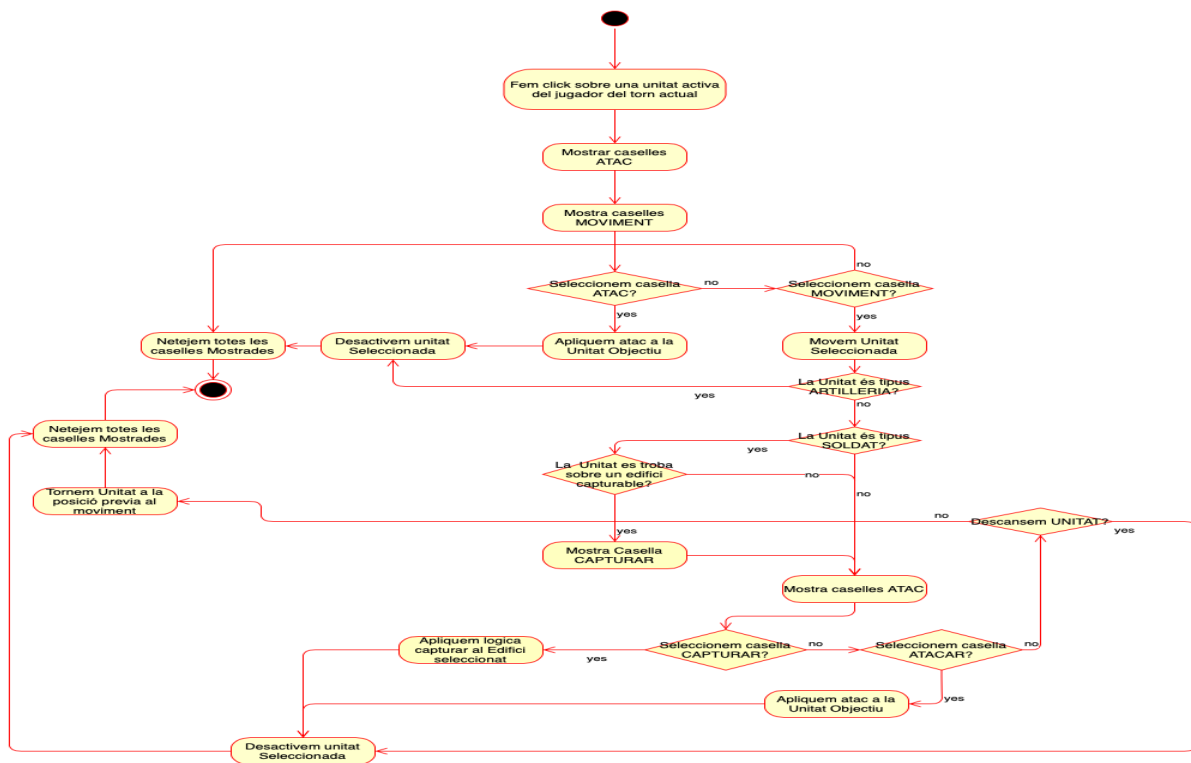 Fem click sobre una unitat activa
del jugador del torn actual
Mostrar caselles
ATAC
Mostra caselles
MOVIMENT
no
Seleccionem casella
ATAC?
no
Seleccionem casella
MOVIMENT?
yes
yes
Netejem totes les
caselles Mostrades
Desactivem unitat
Seleccionada
Apliquem atac a la
Unitat Objectiu
Movem Unitat
Seleccionada
La Unitat és tipus
ARTILLERIA?
yes
no
Netejem totes les
caselles Mostrades
La Unitat és tipus
SOLDAT?
yes
La Unitat es troba
sobre un edifici
capturable?
no
no
Tornem Unitat a la
posició previa al
moviment
no
Descansem UNITAT?
yes
yes
Mostra Casella
CAPTURAR
Mostra caselles ATAC
Apliquem logica
capturar al Edifici
seleccionat
yes
Seleccionem casella
CAPTURAR?
no
Seleccionem casella
ATACAR?
no
yes
Apliquem atac a la
Unitat Objectiu
Desactivem unitat
Seleccionada